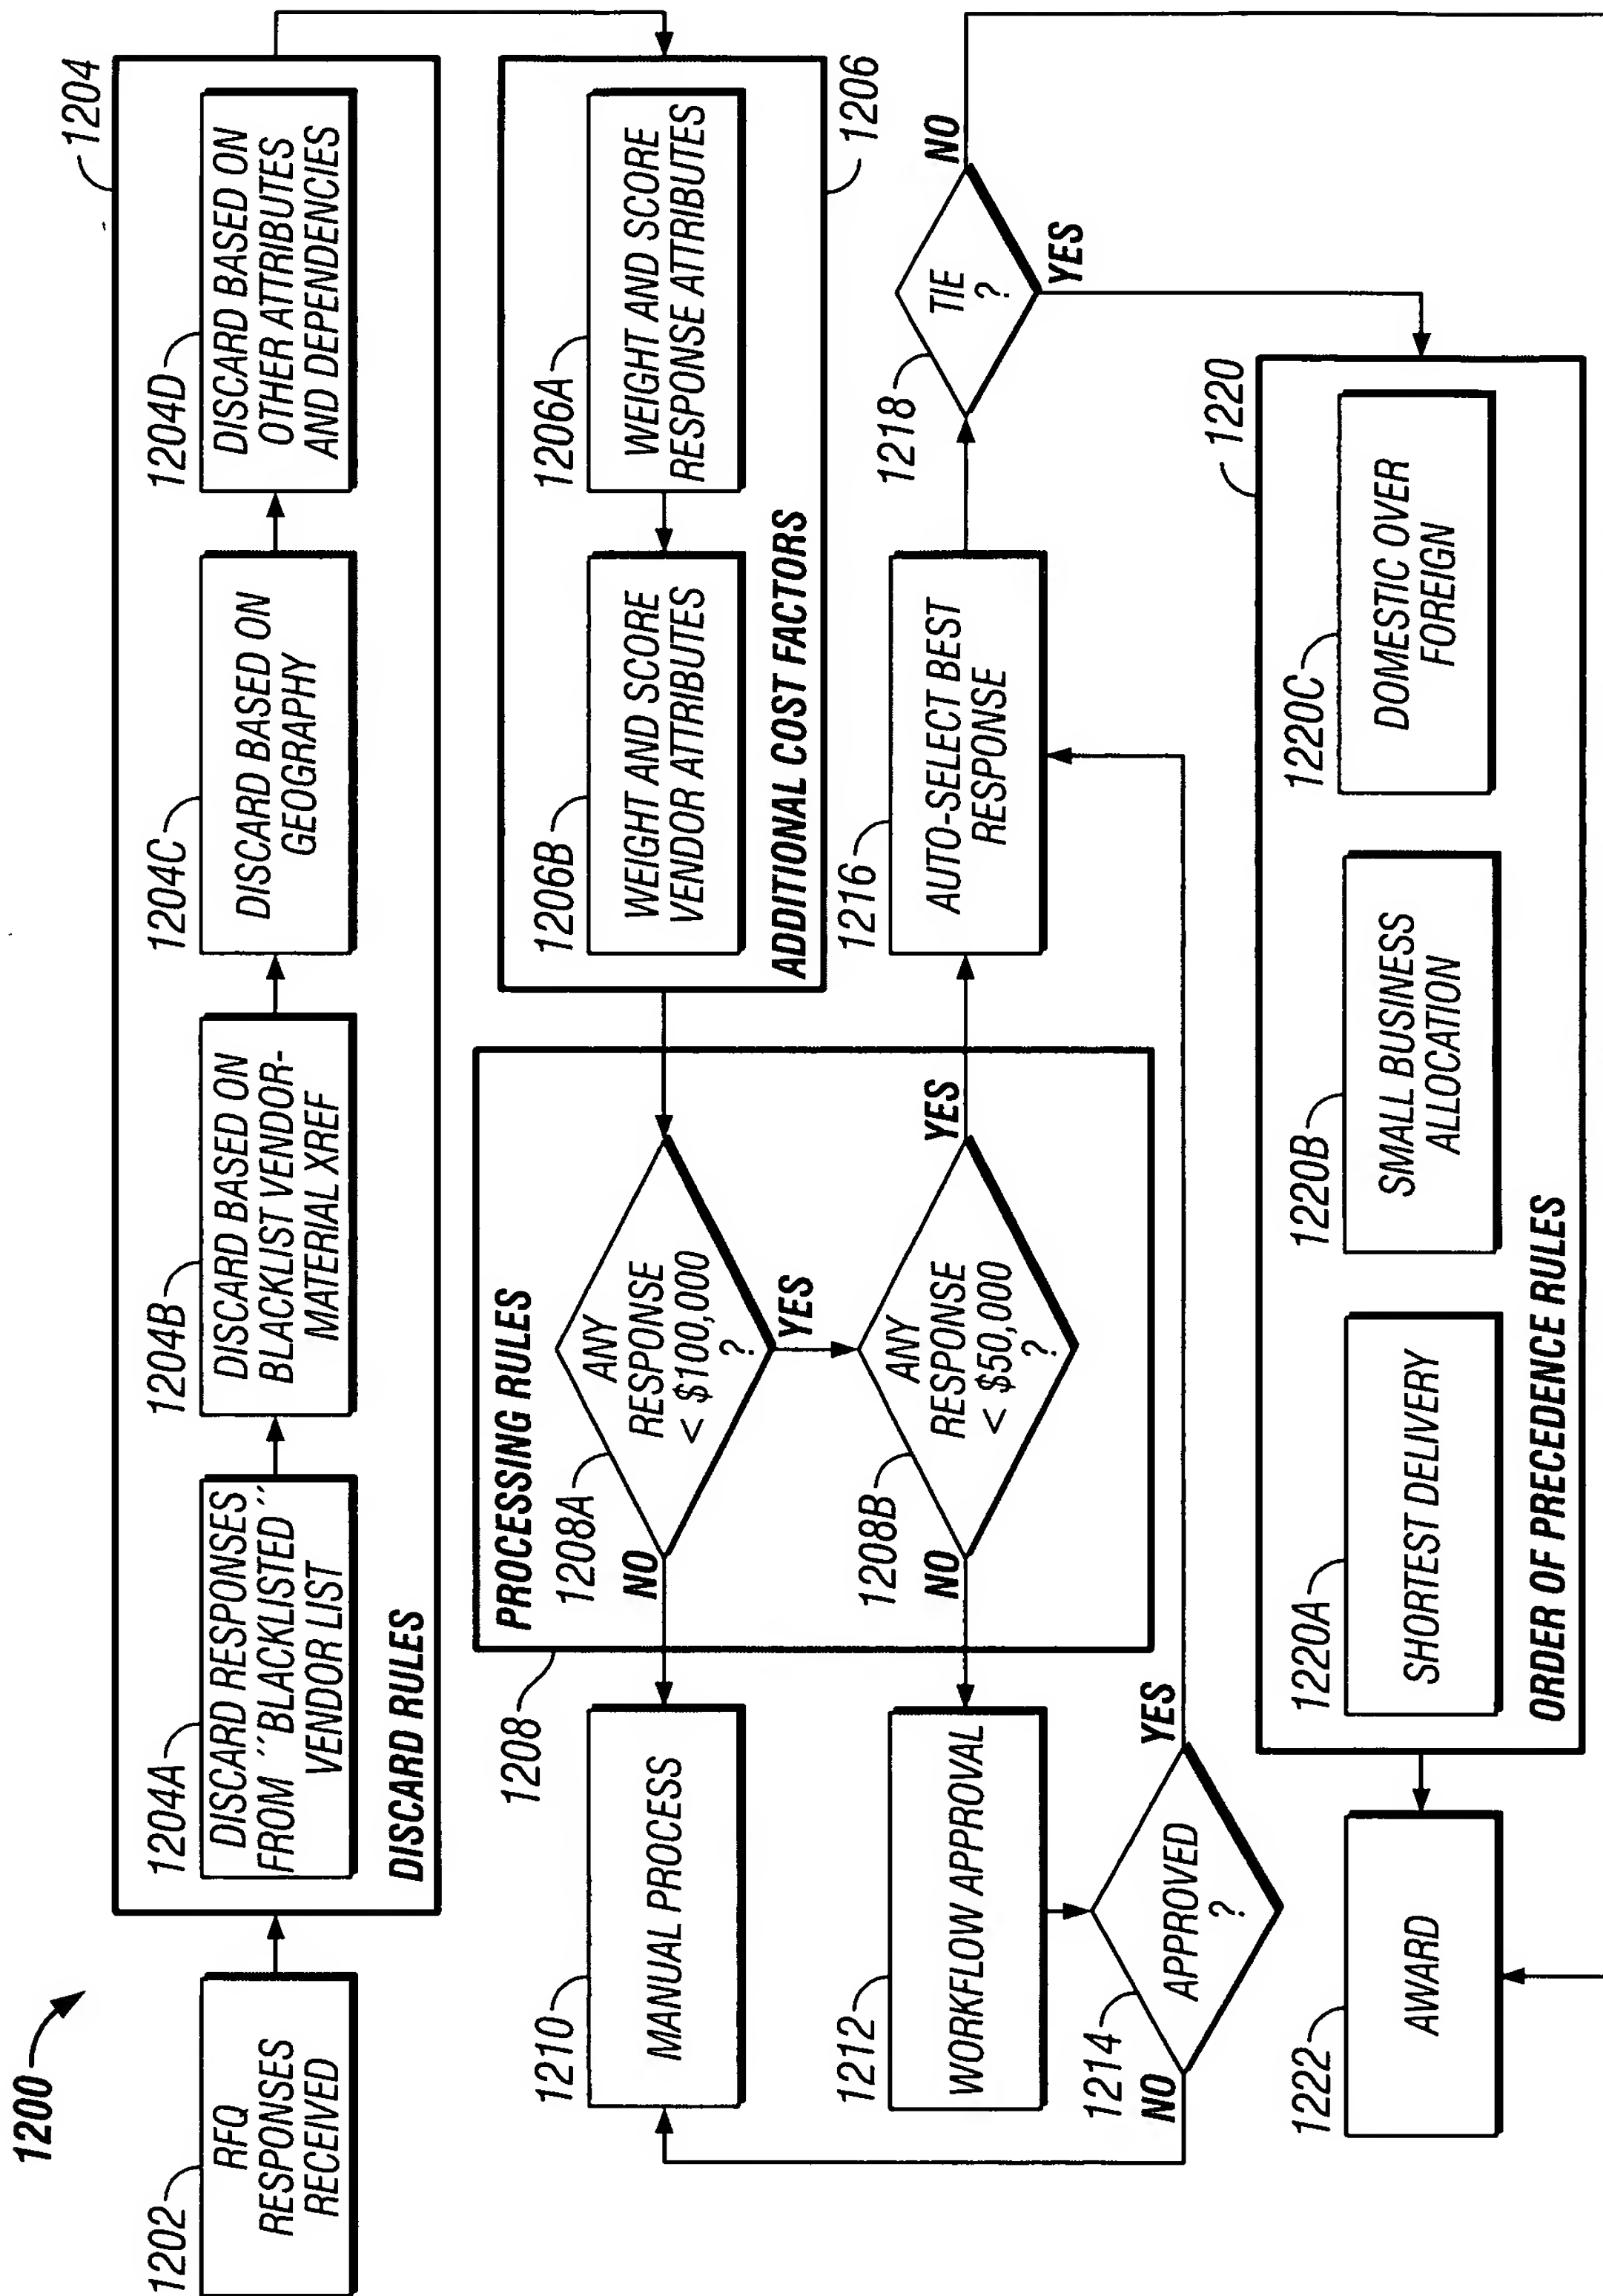 1200
1202
RFQ
RESPONSES
RECEIVED
1204
1204A
DISCARD RESPONSES
FROM "BLACKLISTED"
VENDOR LIST
1204B
DISCARD BASED ON
BLACKLIST VENDOR-
MATERIAL XREF
1204C
DISCARD BASED ON
GEOGRAPHY
1204D
DISCARD BASED ON
OTHER ATTRIBUTES
AND DEPENDENCIES
DISCARD RULES
1206
1206A
WEIGHT AND SCORE
RESPONSE ATTRIBUTES
1206B
WEIGHT AND SCORE
VENDOR ATTRIBUTES
ADDITIONAL COST FACTORS
1208
PROCESSING RULES
1208A
ANY
RESPONSE
< $100,000
?
NO
YES
1208B
ANY
RESPONSE
< $50,000
?
NO
YES
1210
MANUAL PROCESS
1212
WORKFLOW APPROVAL
1214
APPROVED
?
NO
YES
1216
AUTO-SELECT BEST
RESPONSE
1218
TIE
?
NO
YES
1220
1220A
SHORTEST DELIVERY
1220B
SMALL BUSINESS
ALLOCATION
1220C
DOMESTIC OVER
FOREIGN
ORDER OF PRECEDENCE RULES
1222
AWARD